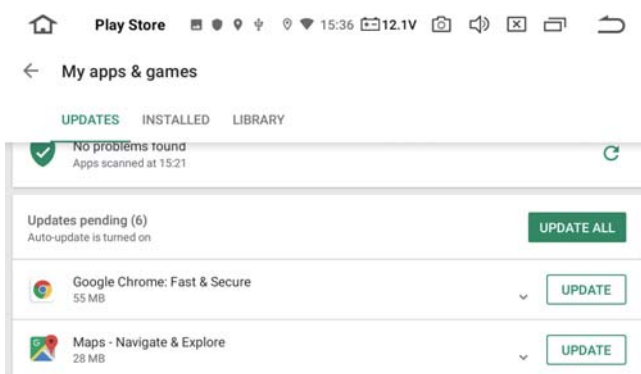 Play Store 15:36 12.1V
My apps & games
UPDATES INSTALLED LIBRARY
No problems found
Apps scanned at 15:21
Updates pending (6)
Auto-update is turned on
UPDATE ALL
Google Chrome: Fast & Secure
55 MB
UPDATE
Maps - Navigate & Explore
28 MB
UPDATE